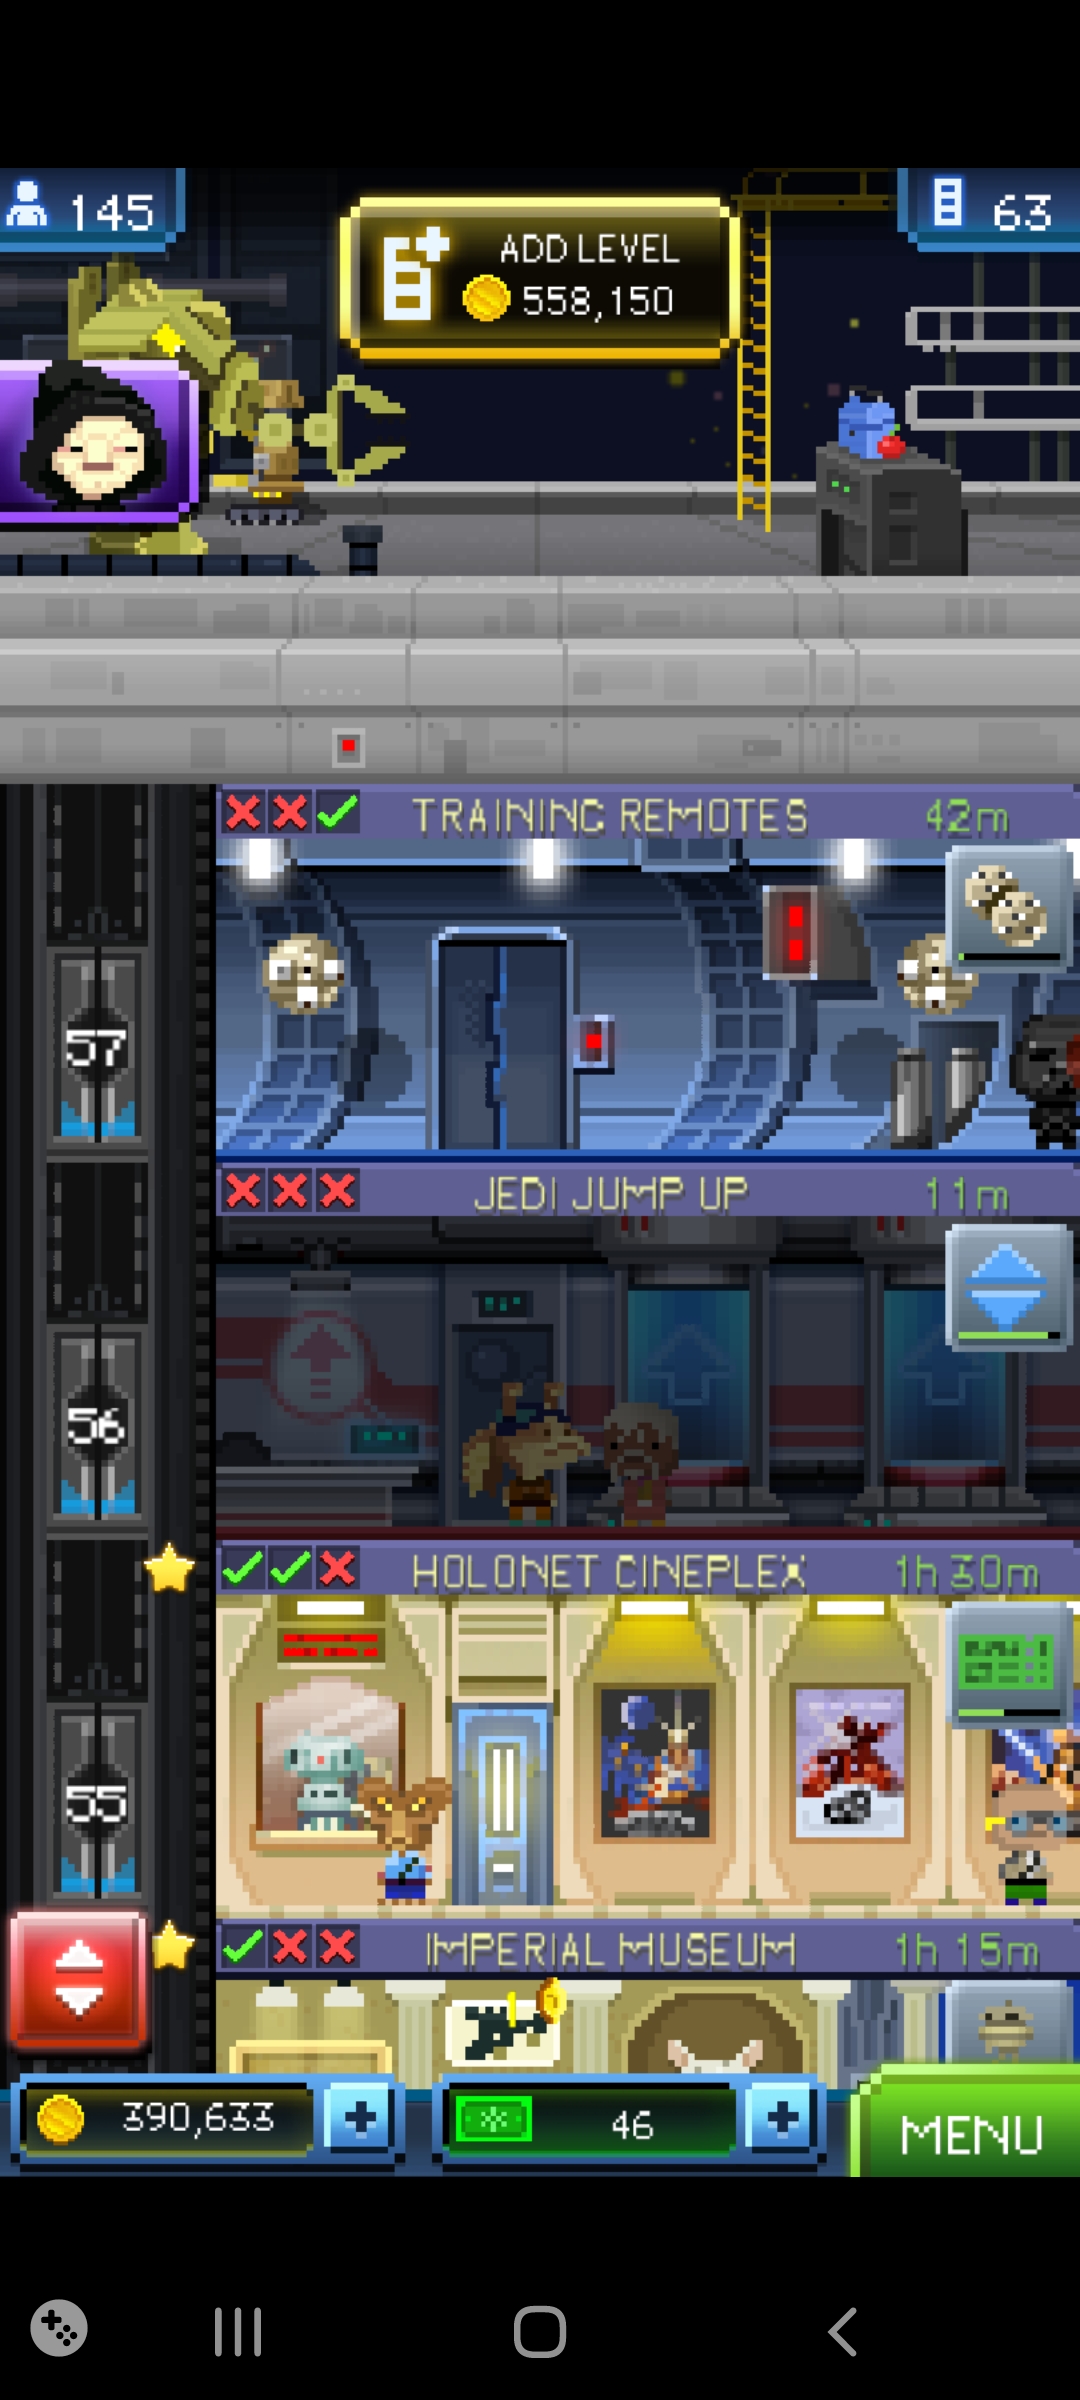 145
ADD LEVEL
558,150
63
TRAINING REMOTES 42m
57
JEDI JUMP UP 11m
56
HOLONET CINEPLEX 1h 30m
55
IMPERIAL MUSEUM 1h 15m
390,633
46
MENU